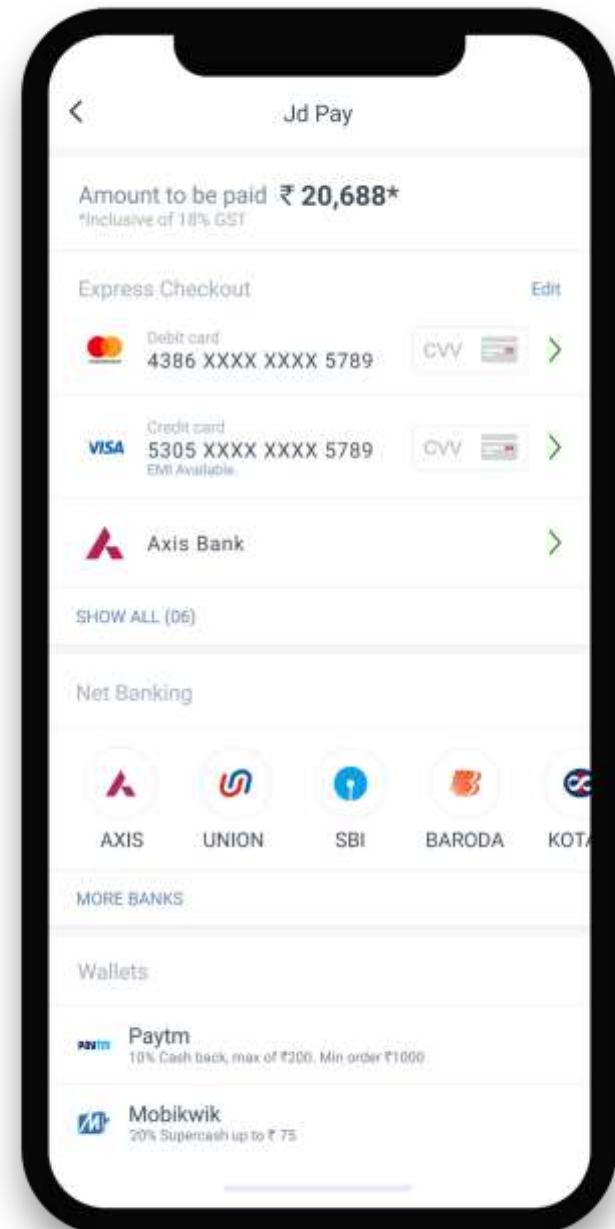 Jd Pay
Amount to be paid ₹ 20,688*
*Inclusive of 18% GST
Express Checkout Edit
Debit card
4386 XXXX XXXX 5789 CVV
Credit card
VISA 5305 XXXX XXXX 5789 CVV
EMI Available.
Axis Bank
SHOW ALL (06)
Net Banking
AXIS UNION SBI BARODA KOTA
MORE BANKS
Wallets
Paytm Paytm
10% Cash back, max of ₹200. Min order ₹1000
Mobikwik
20% Supercash up to ₹ 75